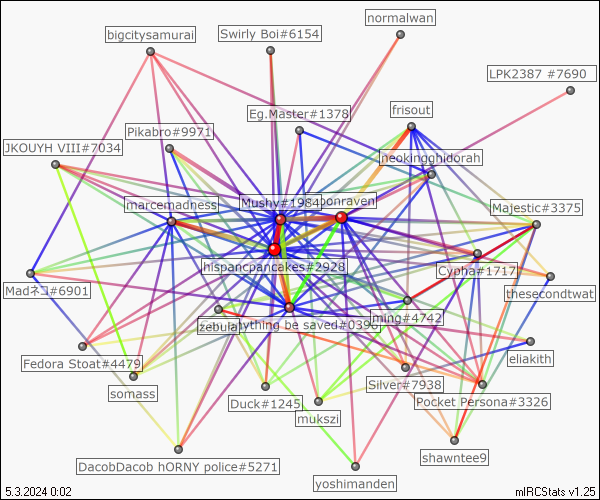 normalwan
bigcitysamurai
Swirly Boi#6154
LPK2387 #7690
Eg.Master#1378
frisout
Pikabro#9971
JKOUYH VIII#7034
neokingghidorah
Mushy#1984
ponraven
marcemadness
Majestic#3375
hispancpancakes#2928
Cypha#1717
Madネコ#6901
thesecondtwat
zebula
ything be saved#0396
ming#4742
eliakith
Fedora Stoat#4479
somass
Silver#7938
Duck#1245
Pocket Persona#3326
mukszi
shawntee9
DacobDacob hORNY police#5271
yoshimanden
5.3.2024 0:02
mIRCStats v1.25